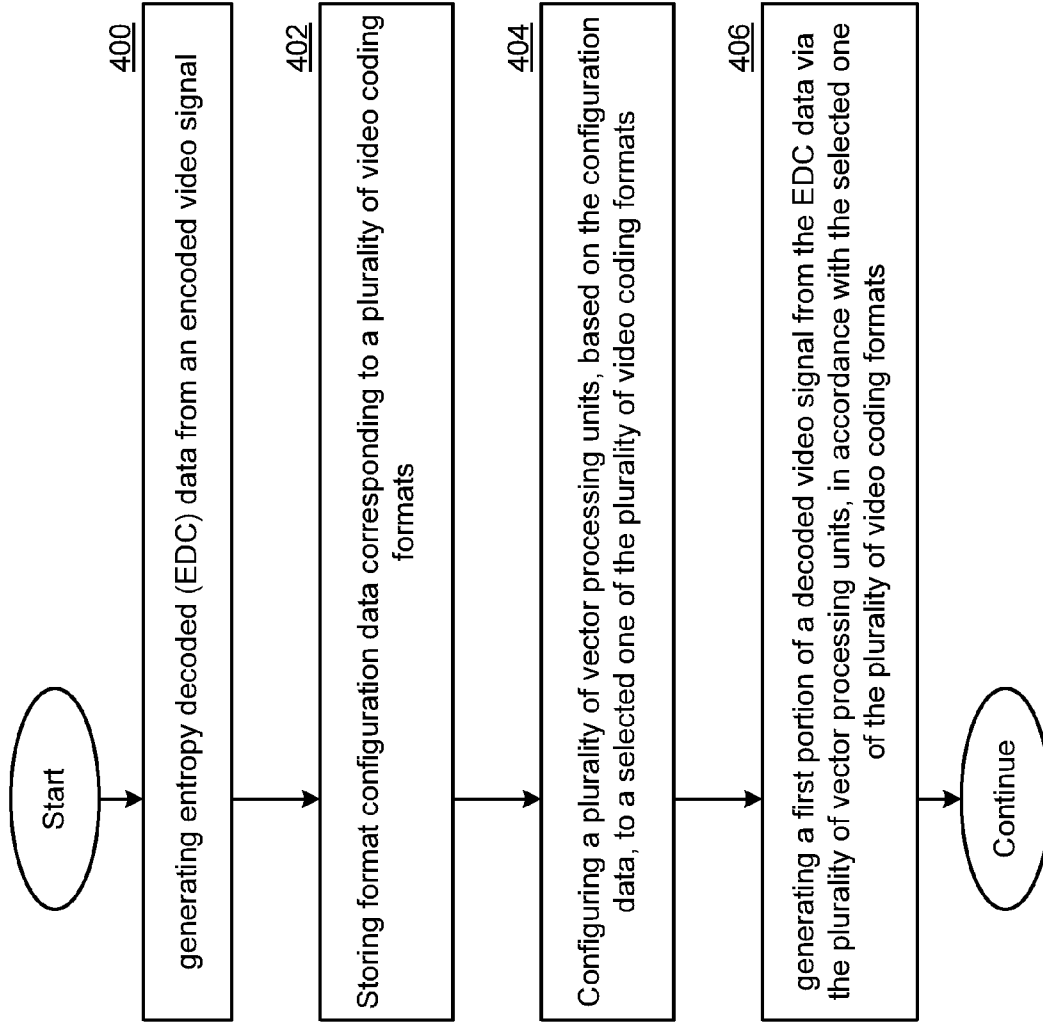 Start
400
generating entropy decoded (EDC) data from an encoded video signal
402
Storing format configuration data corresponding to a plurality of video coding
formats
404
Configuring a plurality of vector processing units, based on the configuration
data, to a selected one of the plurality of video coding formats
406
generating a first portion of a decoded video signal from the EDC data via
the plurality of vector processing units, in accordance with the selected one
of the plurality of video coding formats
Continue